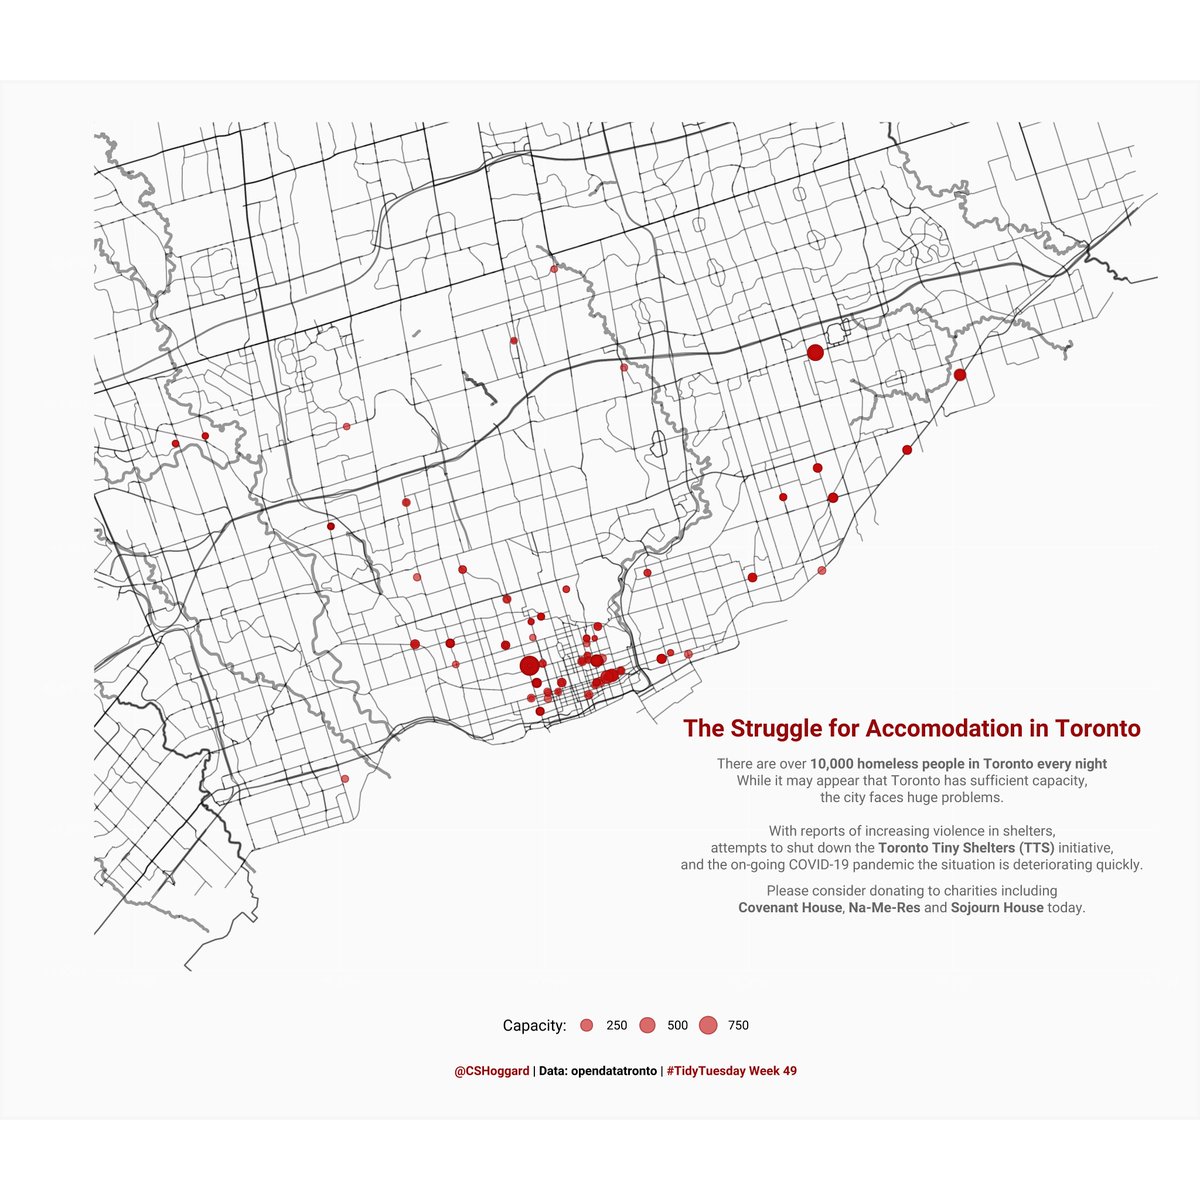 The Struggle for Accomodation in Toronto
There are over 10,000 homeless people in Toronto every night
While it may appear that Toronto has sufficient capacity,
the city faces huge problems.
With reports of increasing violence in shelters,
attempts to shut down the Toronto Tiny Shelters (TTS) initiative,
and the on-going COVID-19 pandemic the situation is deteriorating quickly.
Please consider donating to charities including
Covenant House, Na-Me-Res and Sojourn House today.
Capacity: 250 500 750
@CSHoggard | Data: opendatatronto | #TidyTuesday Week 49